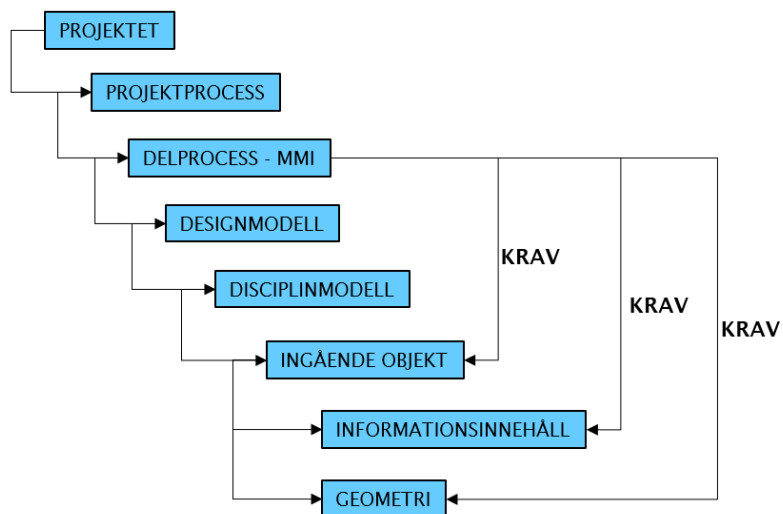 PROJEKTET
PROJEKTPROCESS
DELPROCESS - MMI
DESIGNMODELL
KRAV
DISCIPLINMODELL
KRAV
KRAV
INGÅENDE OBJEKT
INFORMATIONSINNEHÅLL
GEOMETRI